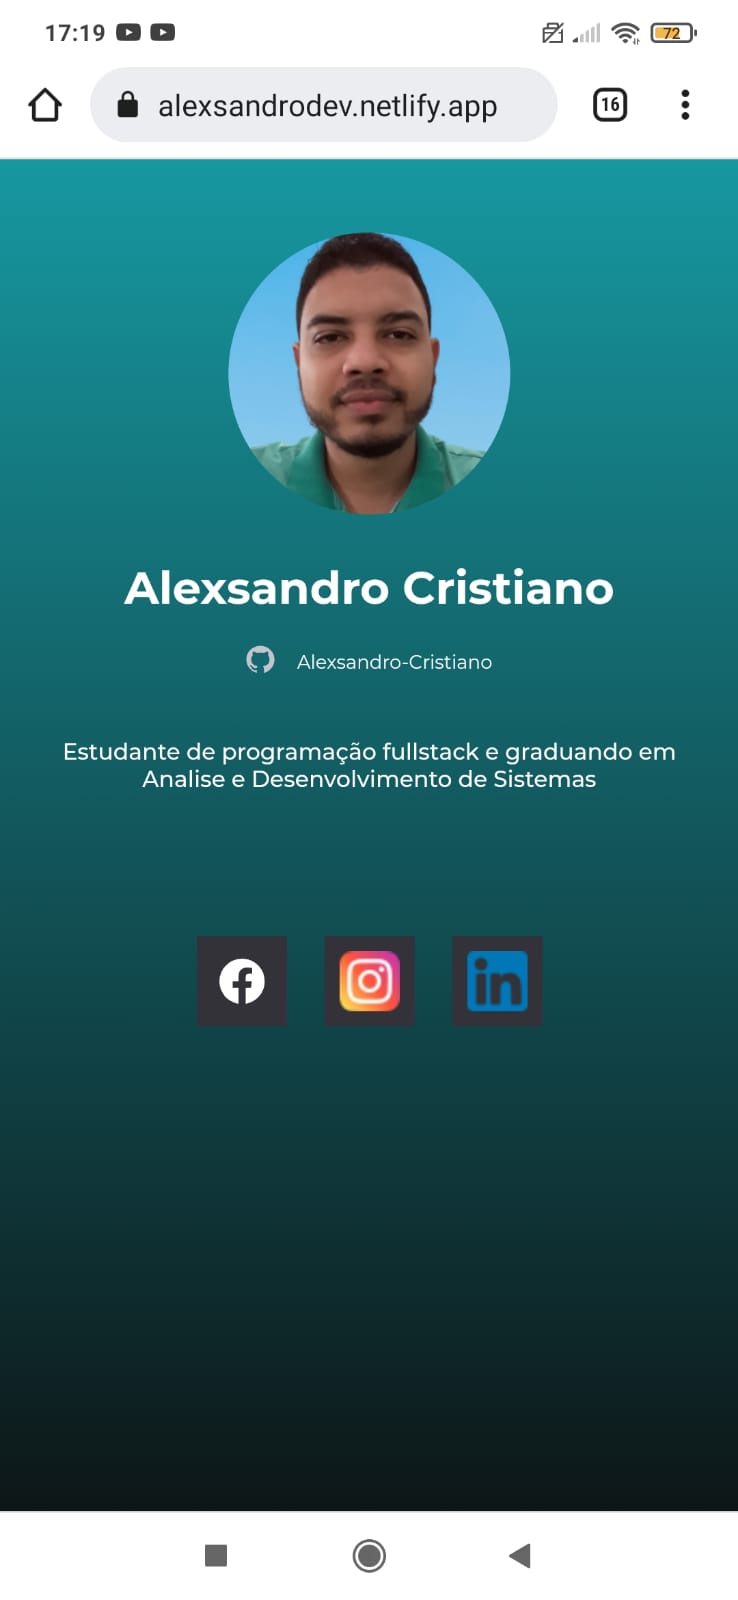 17:19
72
alexsandrodev.netlify.app
16
Alexsandro Cristiano
Alexsandro-Cristiano
Estudante de programação fullstack e graduando em
Analise e Desenvolvimento de Sistemas
in